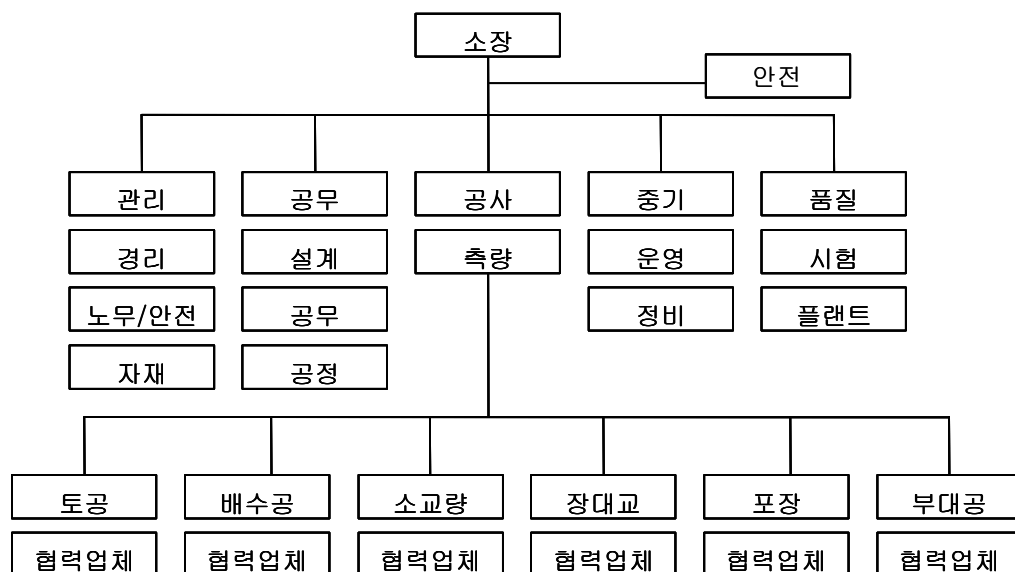 소장
안전
관리 공무 공사 중기 품질
경리 설계 측량 운영 시험
노무/안전 공무 정비 플랜트
자재 공정
토공 배수공 소교량 장대교 포장 부대공
협력업체 협력업체 협력업체 협력업체 협력업체 협력업체